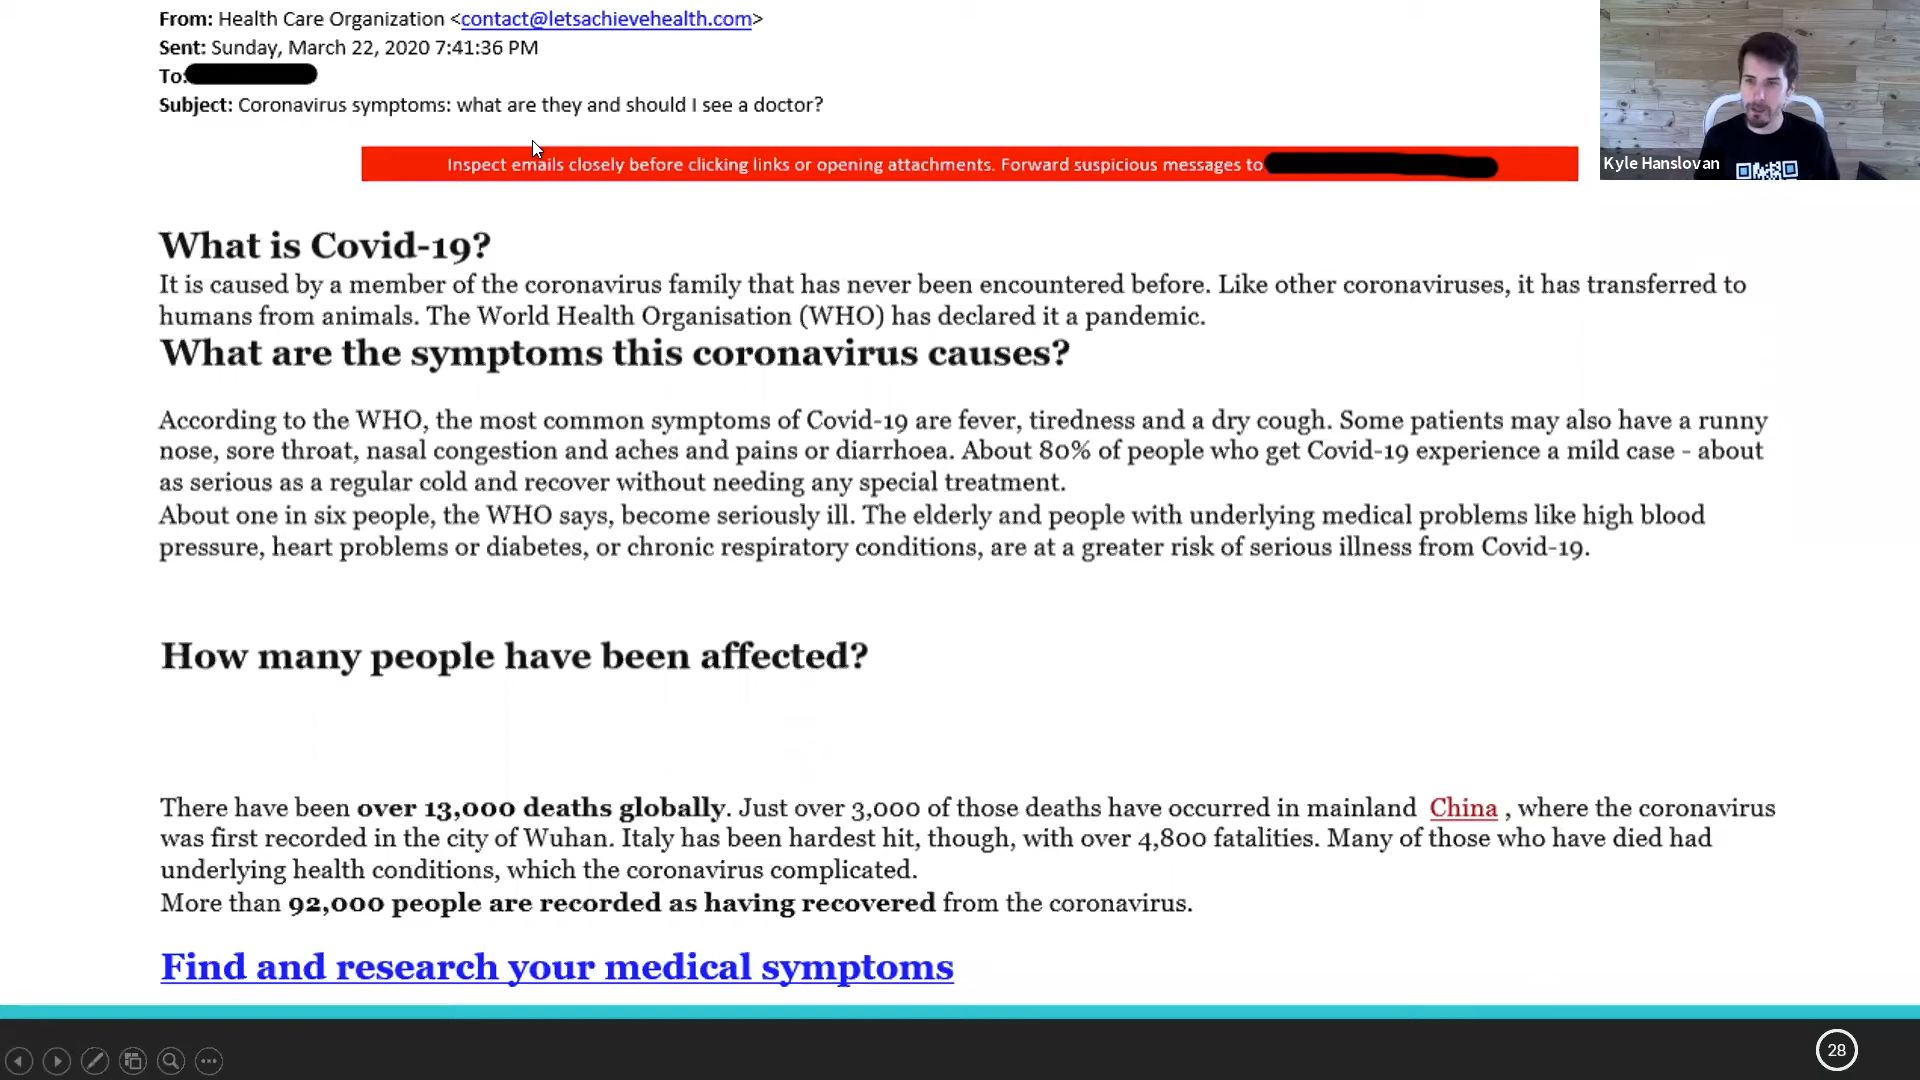 From: Health Care Organization <contact@letsachievehealth.com>
Sent: Sunday, March 22, 2020 7:41:36 PM
To:
Subject: Coronavirus symptoms: what are they and should I see a doctor?
Inspect emails closely before clicking links or opening attachments. Forward suspicious messages to
Kyle Hanslovan
What is Covid-19?
It is caused by a member of the coronavirus family that has never been encountered before. Like other coronaviruses, it has transferred to
humans from animals. The World Health Organisation (WHO) has declared it a pandemic.
What are the symptoms this coronavirus causes?
According to the WHO, the most common symptoms of Covid-19 are fever, tiredness and a dry cough. Some patients may also have a runny
nose, sore throat, nasal congestion and aches and pains or diarrhoea. About 80% of people who get Covid-19 experience a mild case - about
as serious as a regular cold and recover without needing any special treatment.
About one in six people, the WHO says, become seriously ill. The elderly and people with underlying medical problems like high blood
pressure, heart problems or diabetes, or chronic respiratory conditions, are at a greater risk of serious illness from Covid-19.
How many people have been affected?
There have been over 13,000 deaths globally. Just over 3,000 of those deaths have occurred in mainland China , where the coronavirus
was first recorded in the city of Wuhan. Italy has been hardest hit, though, with over 4,800 fatalities. Many of those who have died had
underlying health conditions, which the coronavirus complicated.
More than 92,000 people are recorded as having recovered from the coronavirus.
Find and research your medical symptoms
28